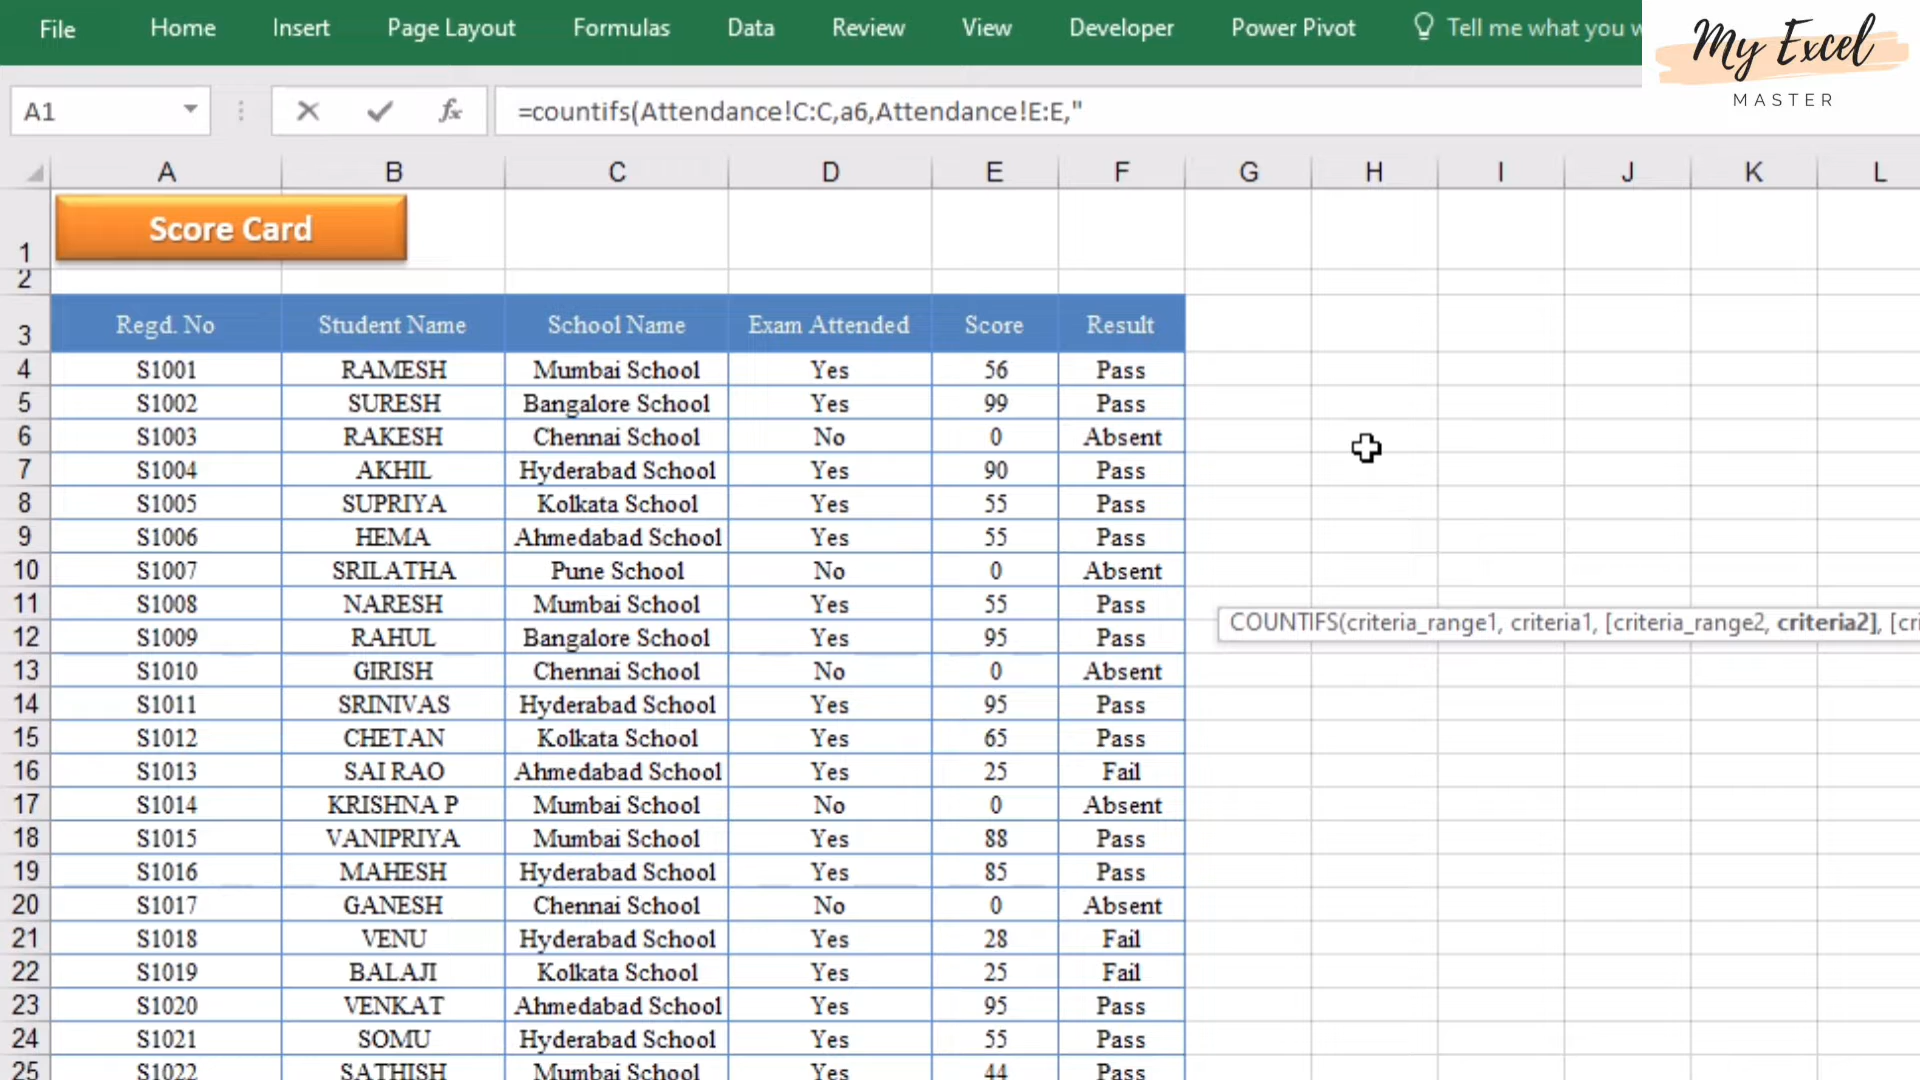 File Home Insert Page Layout Formulas Data Review View Developer Power Pivot Tell me what you w
My Excel
MASTER
A1 fx =countifs(Attendance!C:C,a6,Attendance!E:E,"
A B C D E F G H I J K L
1 Score Card
2
3 Regd. No Student Name School Name Exam Attended Score Result
4 S1001 RAMESH Mumbai School Yes 56 Pass
5 S1002 SURESH Bangalore School Yes 99 Pass
6 S1003 RAKESH Chennai School No 0 Absent
7 S1004 AKHIL Hyderabad School Yes 90 Pass
8 S1005 SUPRIYA Kolkata School Yes 55 Pass
9 S1006 HEMA Ahmedabad School Yes 55 Pass
10 S1007 SRILATHA Pune School No 0 Absent
11 S1008 NARESH Mumbai School Yes 55 Pass
COUNTIFS(criteria_range1, criteria1, [criteria_range2, criteria2], [cri
12 S1009 RAHUL Bangalore School Yes 95 Pass
13 S1010 GIRISH Chennai School No 0 Absent
14 S1011 SRINIVAS Hyderabad School Yes 95 Pass
15 S1012 CHETAN Kolkata School Yes 65 Pass
16 S1013 SAI RAO Ahmedabad School Yes 25 Fail
17 S1014 KRISHNA P Mumbai School No 0 Absent
18 S1015 VANIPRIYA Mumbai School Yes 88 Pass
19 S1016 MAHESH Hyderabad School Yes 85 Pass
20 S1017 GANESH Chennai School No 0 Absent
21 S1018 VENU Hyderabad School Yes 28 Fail
22 S1019 BALAJI Kolkata School Yes 25 Fail
23 S1020 VENKAT Ahmedabad School Yes 95 Pass
24 S1021 SOMU Hyderabad School Yes 55 Pass
25 S1022 SATHISH Mumbai School Yes 44 Pass